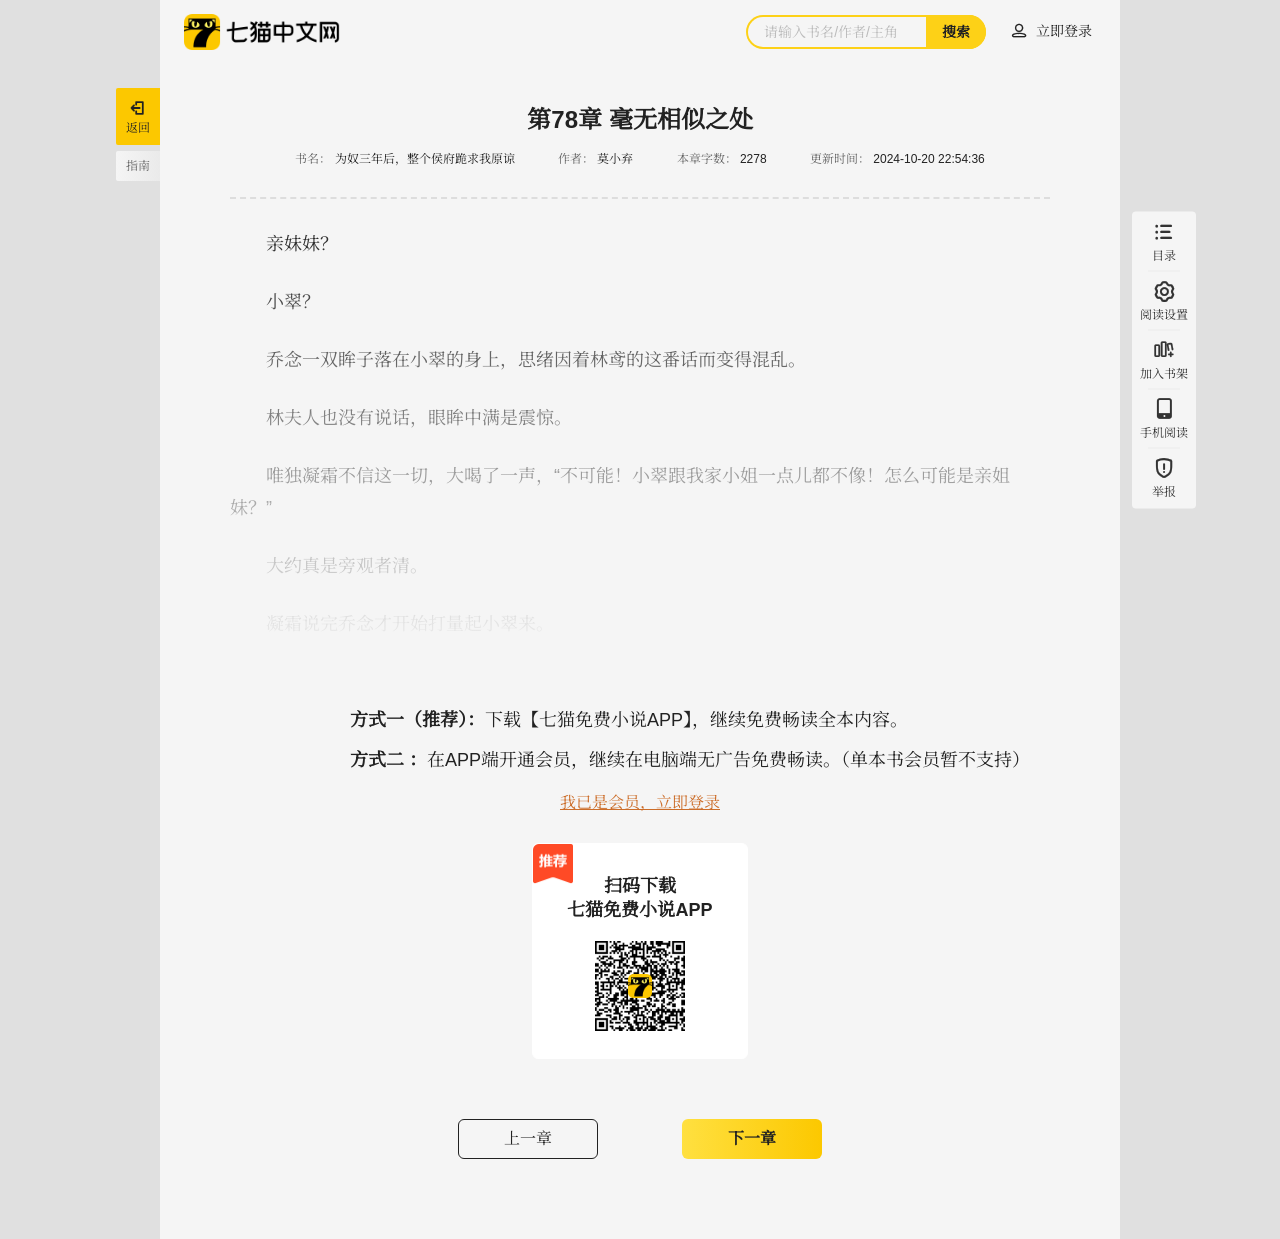 七猫中文网
请输入书名/作者/主角
搜索
立即登录
返回
指南
第78章 毫无相似之处
书名： 为奴三年后，整个侯府跪求我原谅 作者： 莫小弃 本章字数： 2278 更新时间： 2024-10-20 22:54:36
亲妹妹？
小翠？
乔念一双眸子落在小翠的身上，思绪因着林鸢的这番话而变得混乱。
林夫人也没有说话，眼眸中满是震惊。
唯独凝霜不信这一切，大喝了一声，“不可能！小翠跟我家小姐一点儿都不像！怎么可能是亲姐
妹？”
大约真是旁观者清。
凝霜说完乔念才开始打量起小翠来。
目录
阅读设置
加入书架
手机阅读
举报
方式一（推荐）：下载【七猫免费小说APP】，继续免费畅读全本内容。
方式二 ：在APP端开通会员，继续在电脑端无广告免费畅读。（单本书会员暂不支持）
我已是会员，立即登录
推荐
扫码下载
七猫免费小说APP
上一章
下一章